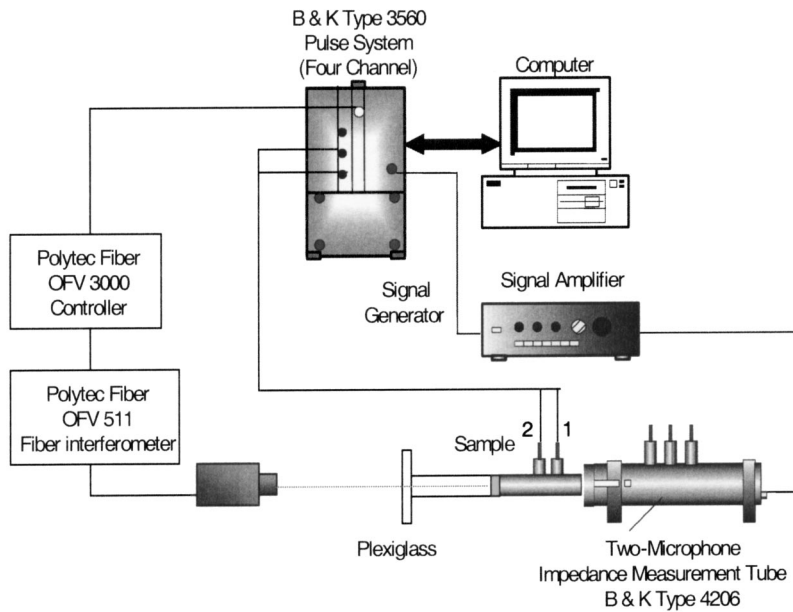 B & K Type 3560
Pulse System
(Four Channel)
Computer
Polytec Fiber
OFV 3000
Controller
Signal
Generator
Signal Amplifier
Polytec Fiber
OFV 511
Fiber interferometer
Sample
2
1
Plexiglass
Two-Microphone
Impedance Measurement Tube
B & K Type 4206